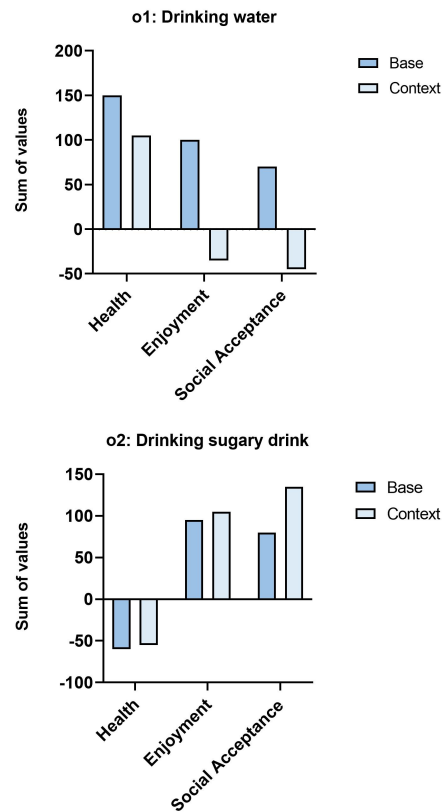 o1: Drinking water
Sum of values
200
150
100
50
0
-50
Health
Enjoyment
Social Acceptance
Base
Context
o2: Drinking sugary drink
Sum of values
150
100
50
0
-50
-100
Health
Enjoyment
Social Acceptance
Base
Context